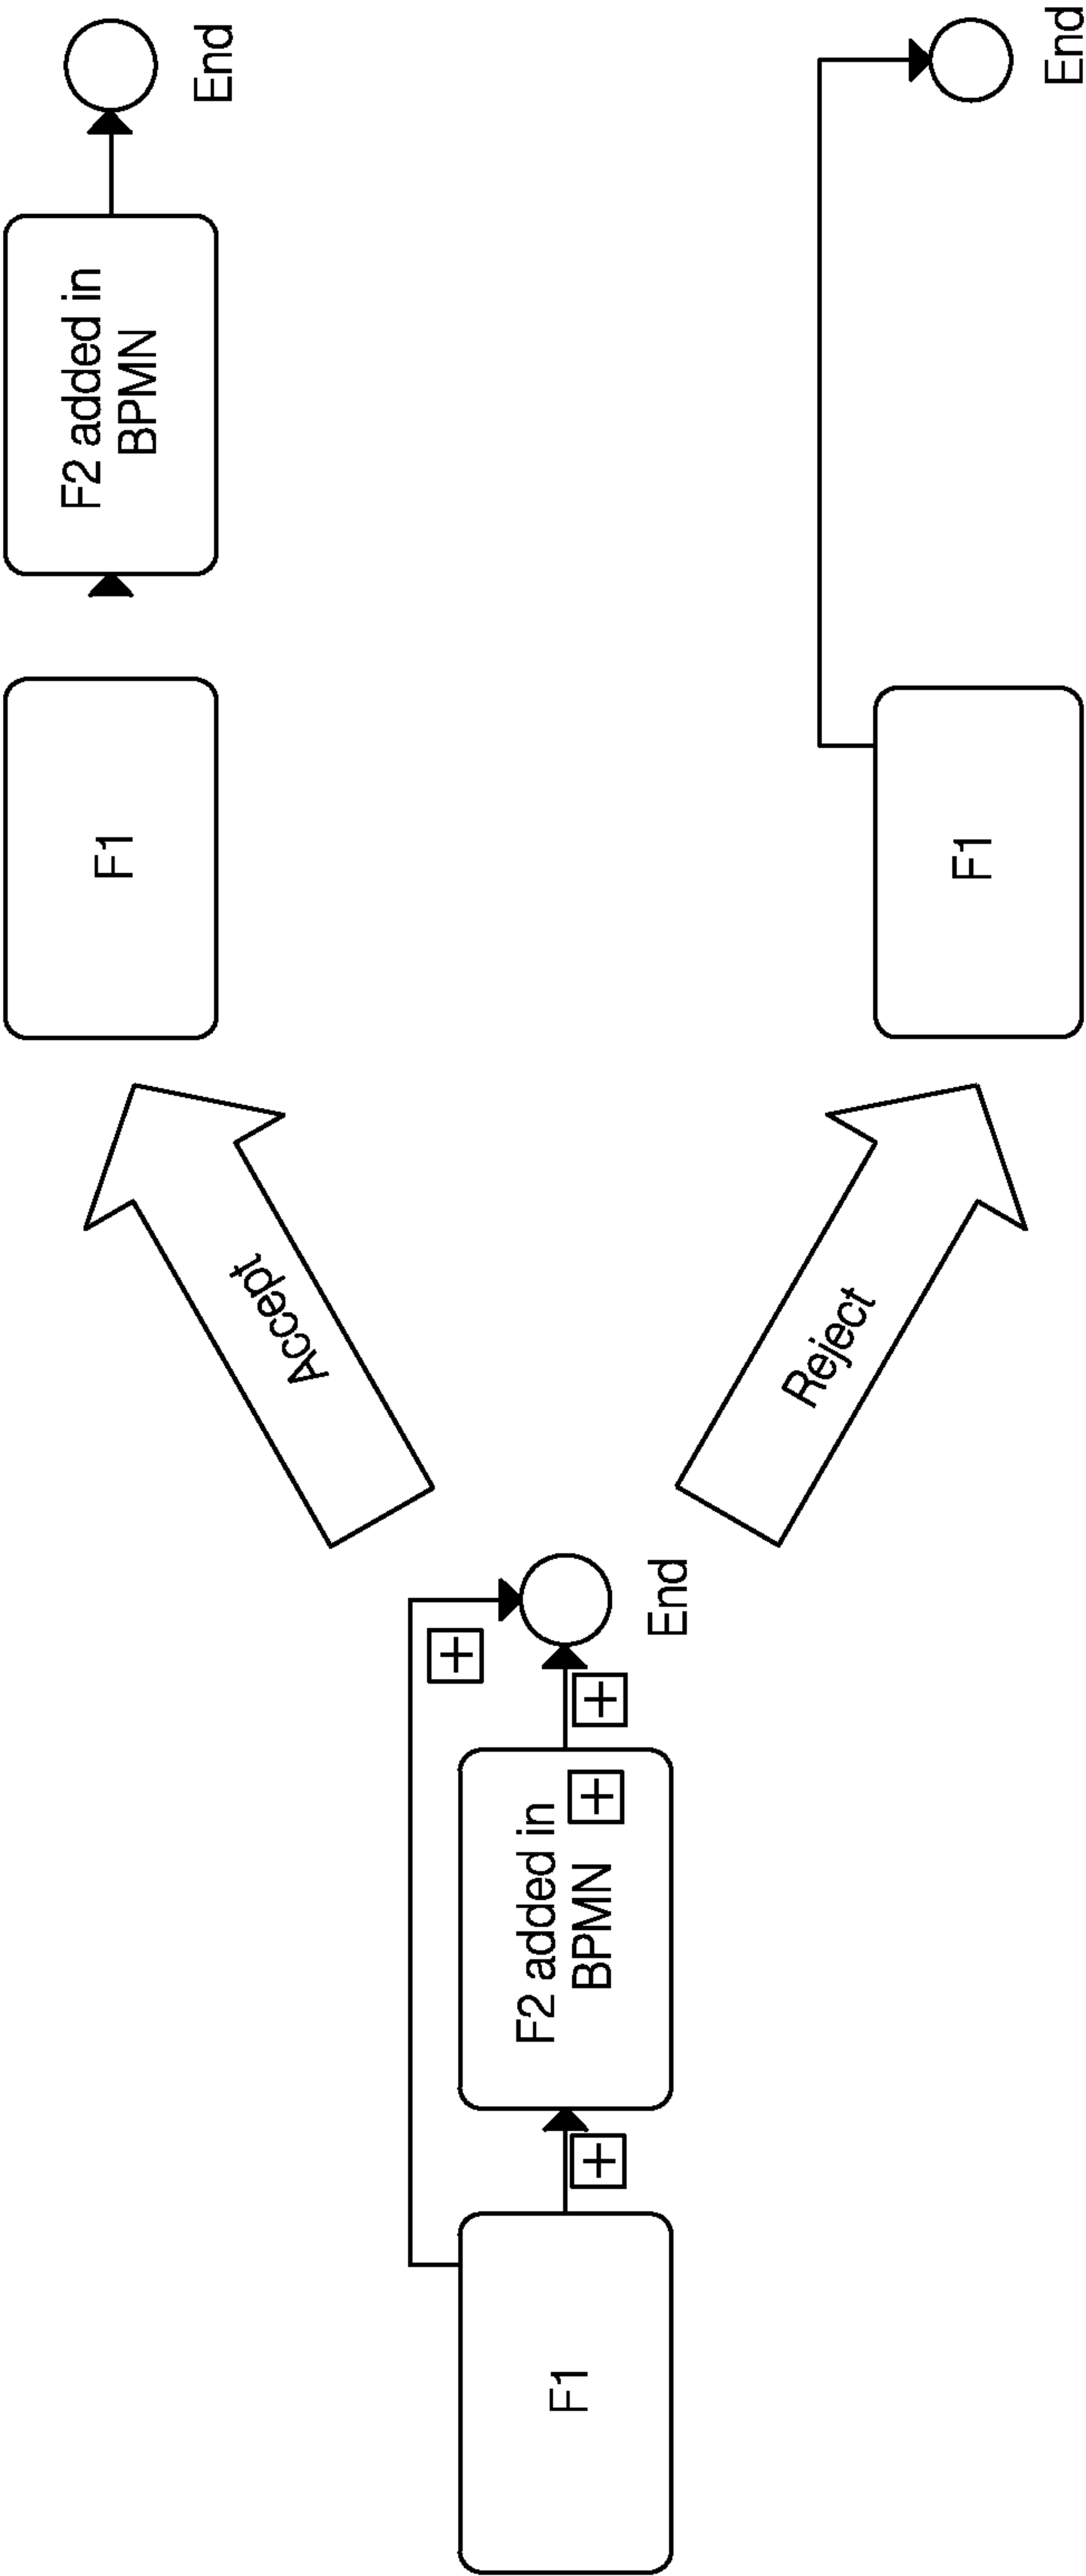 F1
F2 added in
BPMN
End
Accept
F1
F2 added in
BPMN
End
Reject
F1
End